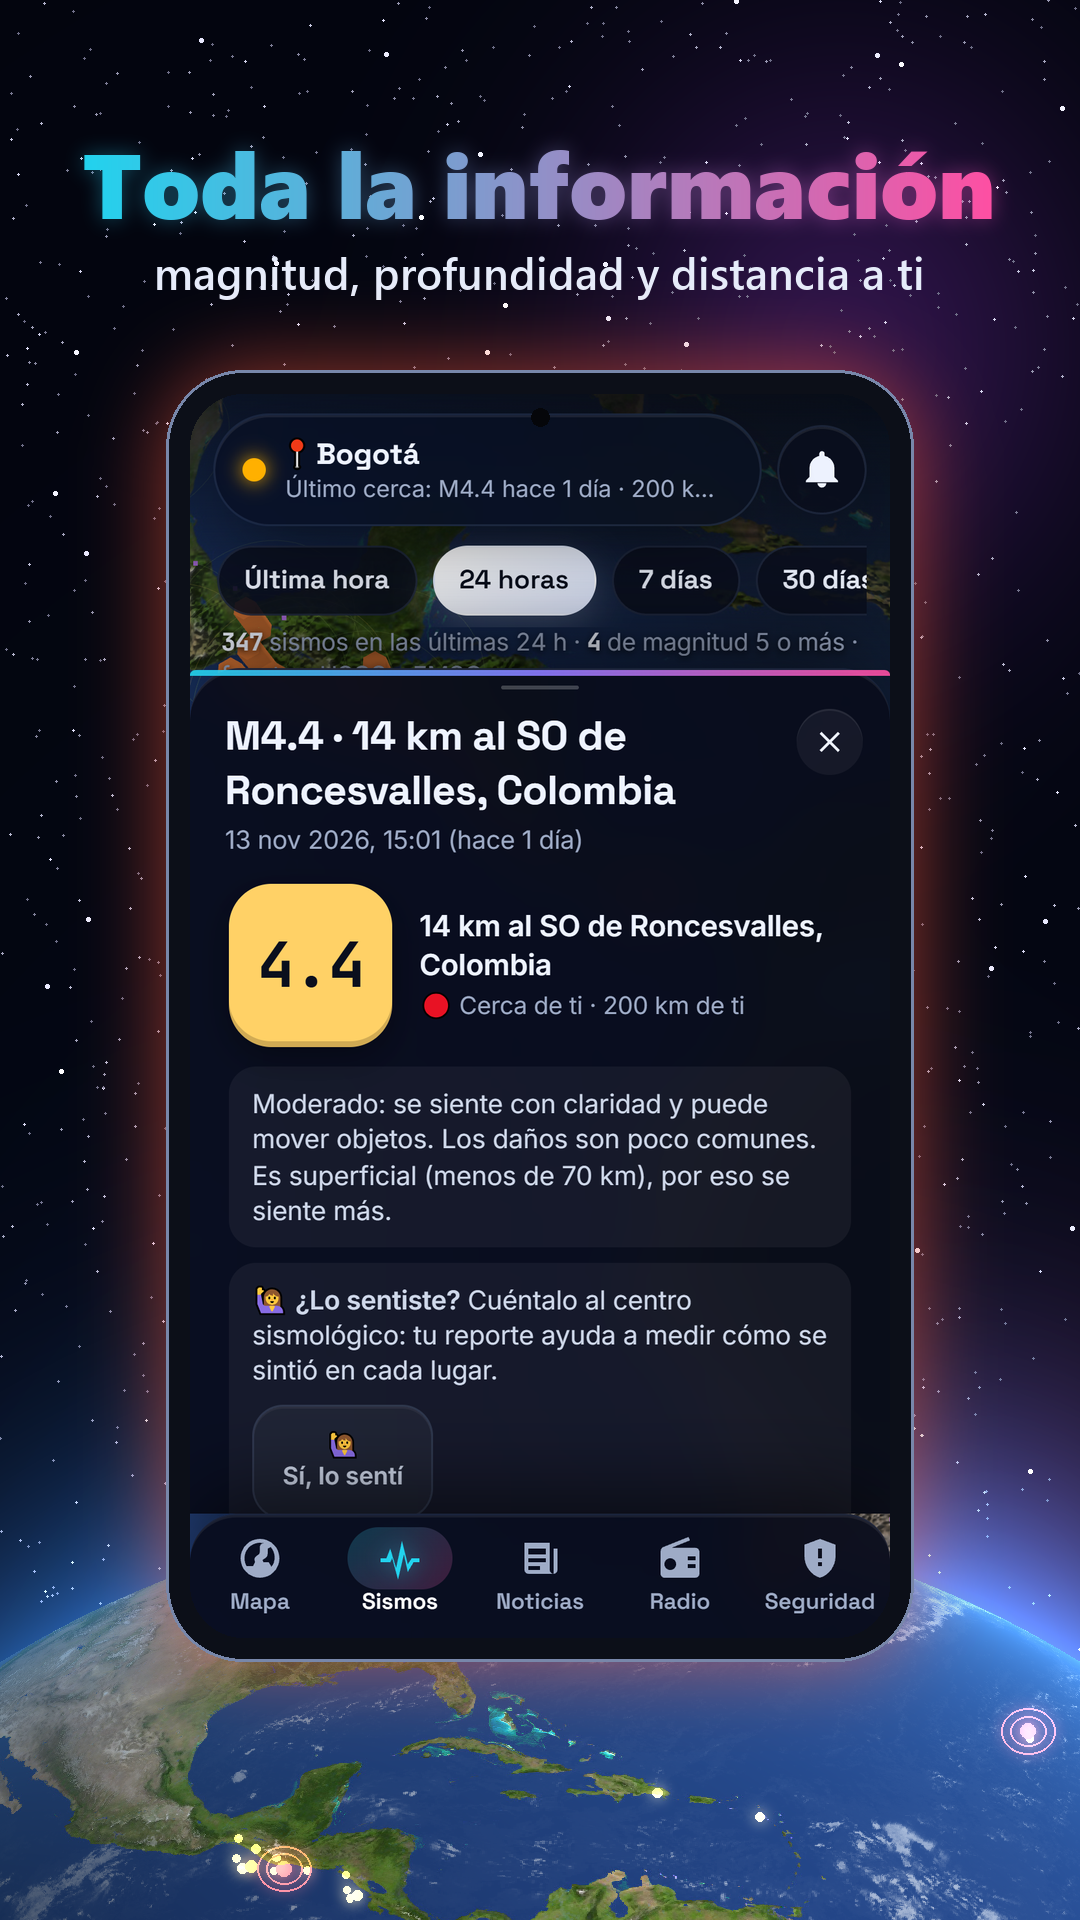 Toda la información
magnitud, profundidad y distancia a ti
Bogotá
Último cerca: M4.4 hace 1 día · 200 k...
Última hora
24 horas
7 días
30 días
347 sismos en las últimas 24 h · 4 de magnitud 5 o más ·
M4.4 · 14 km al SO de
Roncesvalles, Colombia
13 nov 2026, 15:01 (hace 1 día)
4.4
14 km al SO de Roncesvalles,
Colombia
Cerca de ti · 200 km de ti
Moderado: se siente con claridad y puede
mover objetos. Los daños son poco comunes.
Es superficial (menos de 70 km), por eso se
siente más.
¿Lo sentiste? Cuéntalo al centro
sismológico: tu reporte ayuda a medir cómo se
sintió en cada lugar.
Sí, lo sentí
Mapa
Sismos
Noticias
Radio
Seguridad